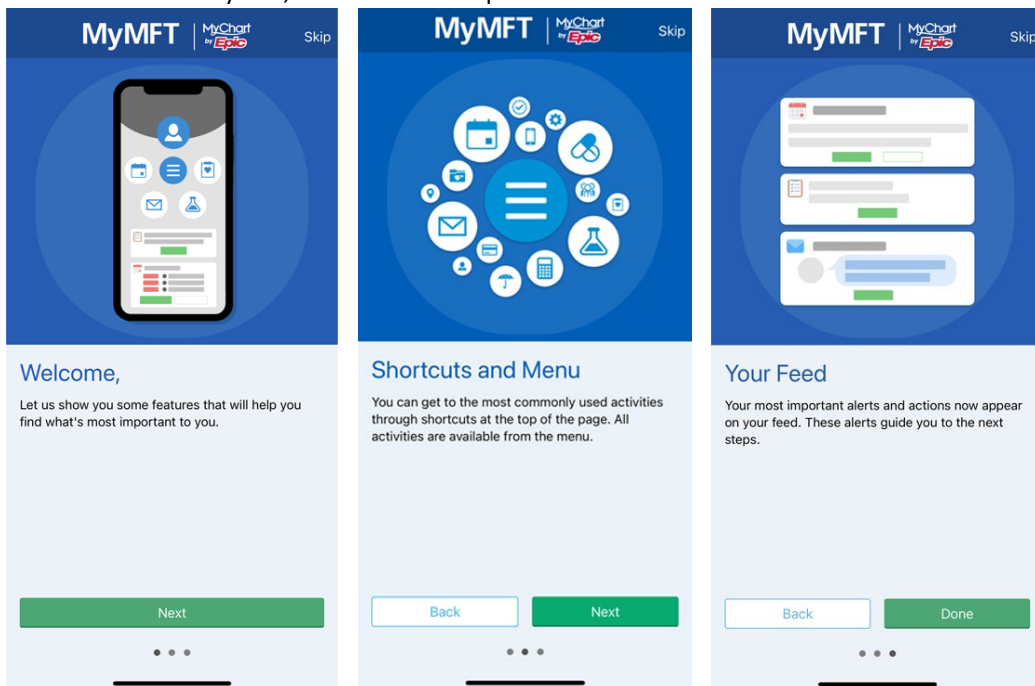 MyMFT MyChart by Epic Skip
Welcome,
Let us show you some features that will help you
find what's most important to you.
Next
MyMFT MyChart by Epic Skip
Shortcuts and Menu
You can get to the most commonly used activities
through shortcuts at the top of the page. All
activities are available from the menu.
Back Next
MyMFT MyChart by Epic Skip
Your Feed
Your most important alerts and actions now appear
on your feed. These alerts guide you to the next
steps.
Back Done